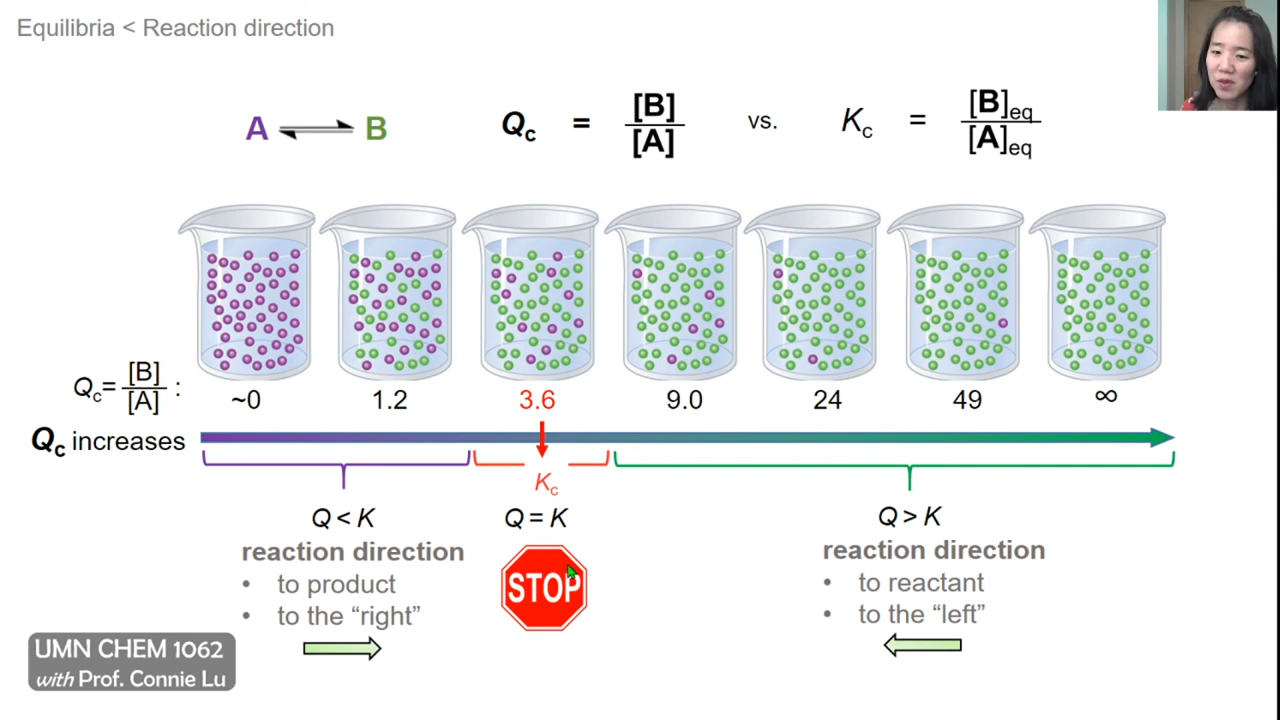 Equilibria < Reaction direction
A ⇌ B Qc = [B]/[A] vs. Kc = [B]eq/[A]eq
Qc= [B]/[A] : ~0 1.2 3.6 9.0 24 49 ∞
Qc increases
Kc
Q < K Q = K Q > K
reaction direction reaction direction
• to product STOP • to reactant
• to the “right” • to the “left”
UMN CHEM 1062
with Prof. Connie Lu